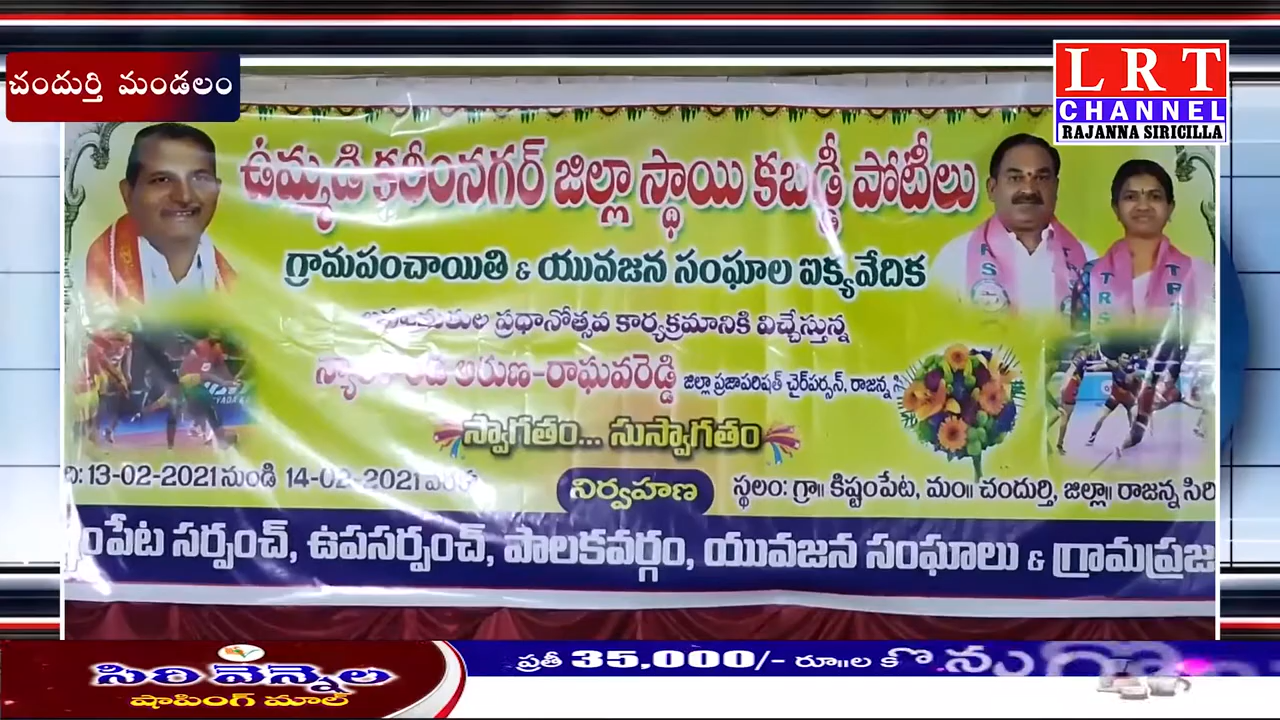 చందుర్తి మండలం
LRT
CHANNEL
RAJANNA SIRICILLA
ఉమ్మడి కరీంనగర్ జిల్లా స్థాయి కబడ్డీ పోటీలు
గ్రామపంచాయితి & యువజన సంఘాల ఐక్యవేదిక
ప్రధానోత్సవ కార్యక్రమానికి విచ్చేస్తున్న
అరుణ-రాఘవరెడ్డి జిల్లా ప్రజాపరిషత్ చైర్‌పర్సన్, రాజన్న
స్వాగతం... సుస్వాగతం
ది: 13-02-2021 నుండి 14-02-2021
నిర్వహణ
స్థలం: గ్రా॥ కిష్టంపేట, మం॥ చందుర్తి, జిల్లా॥ రాజన్న సిరి
సర్పంచ్, ఉపసర్పంచ్, పాలకవర్గం, యువజన సంఘాలు & గ్రామప్రజ
సిరి వెన్నెల
షాపింగ్ మాల్
ప్రతీ 35,000/- రూ॥ల కొను